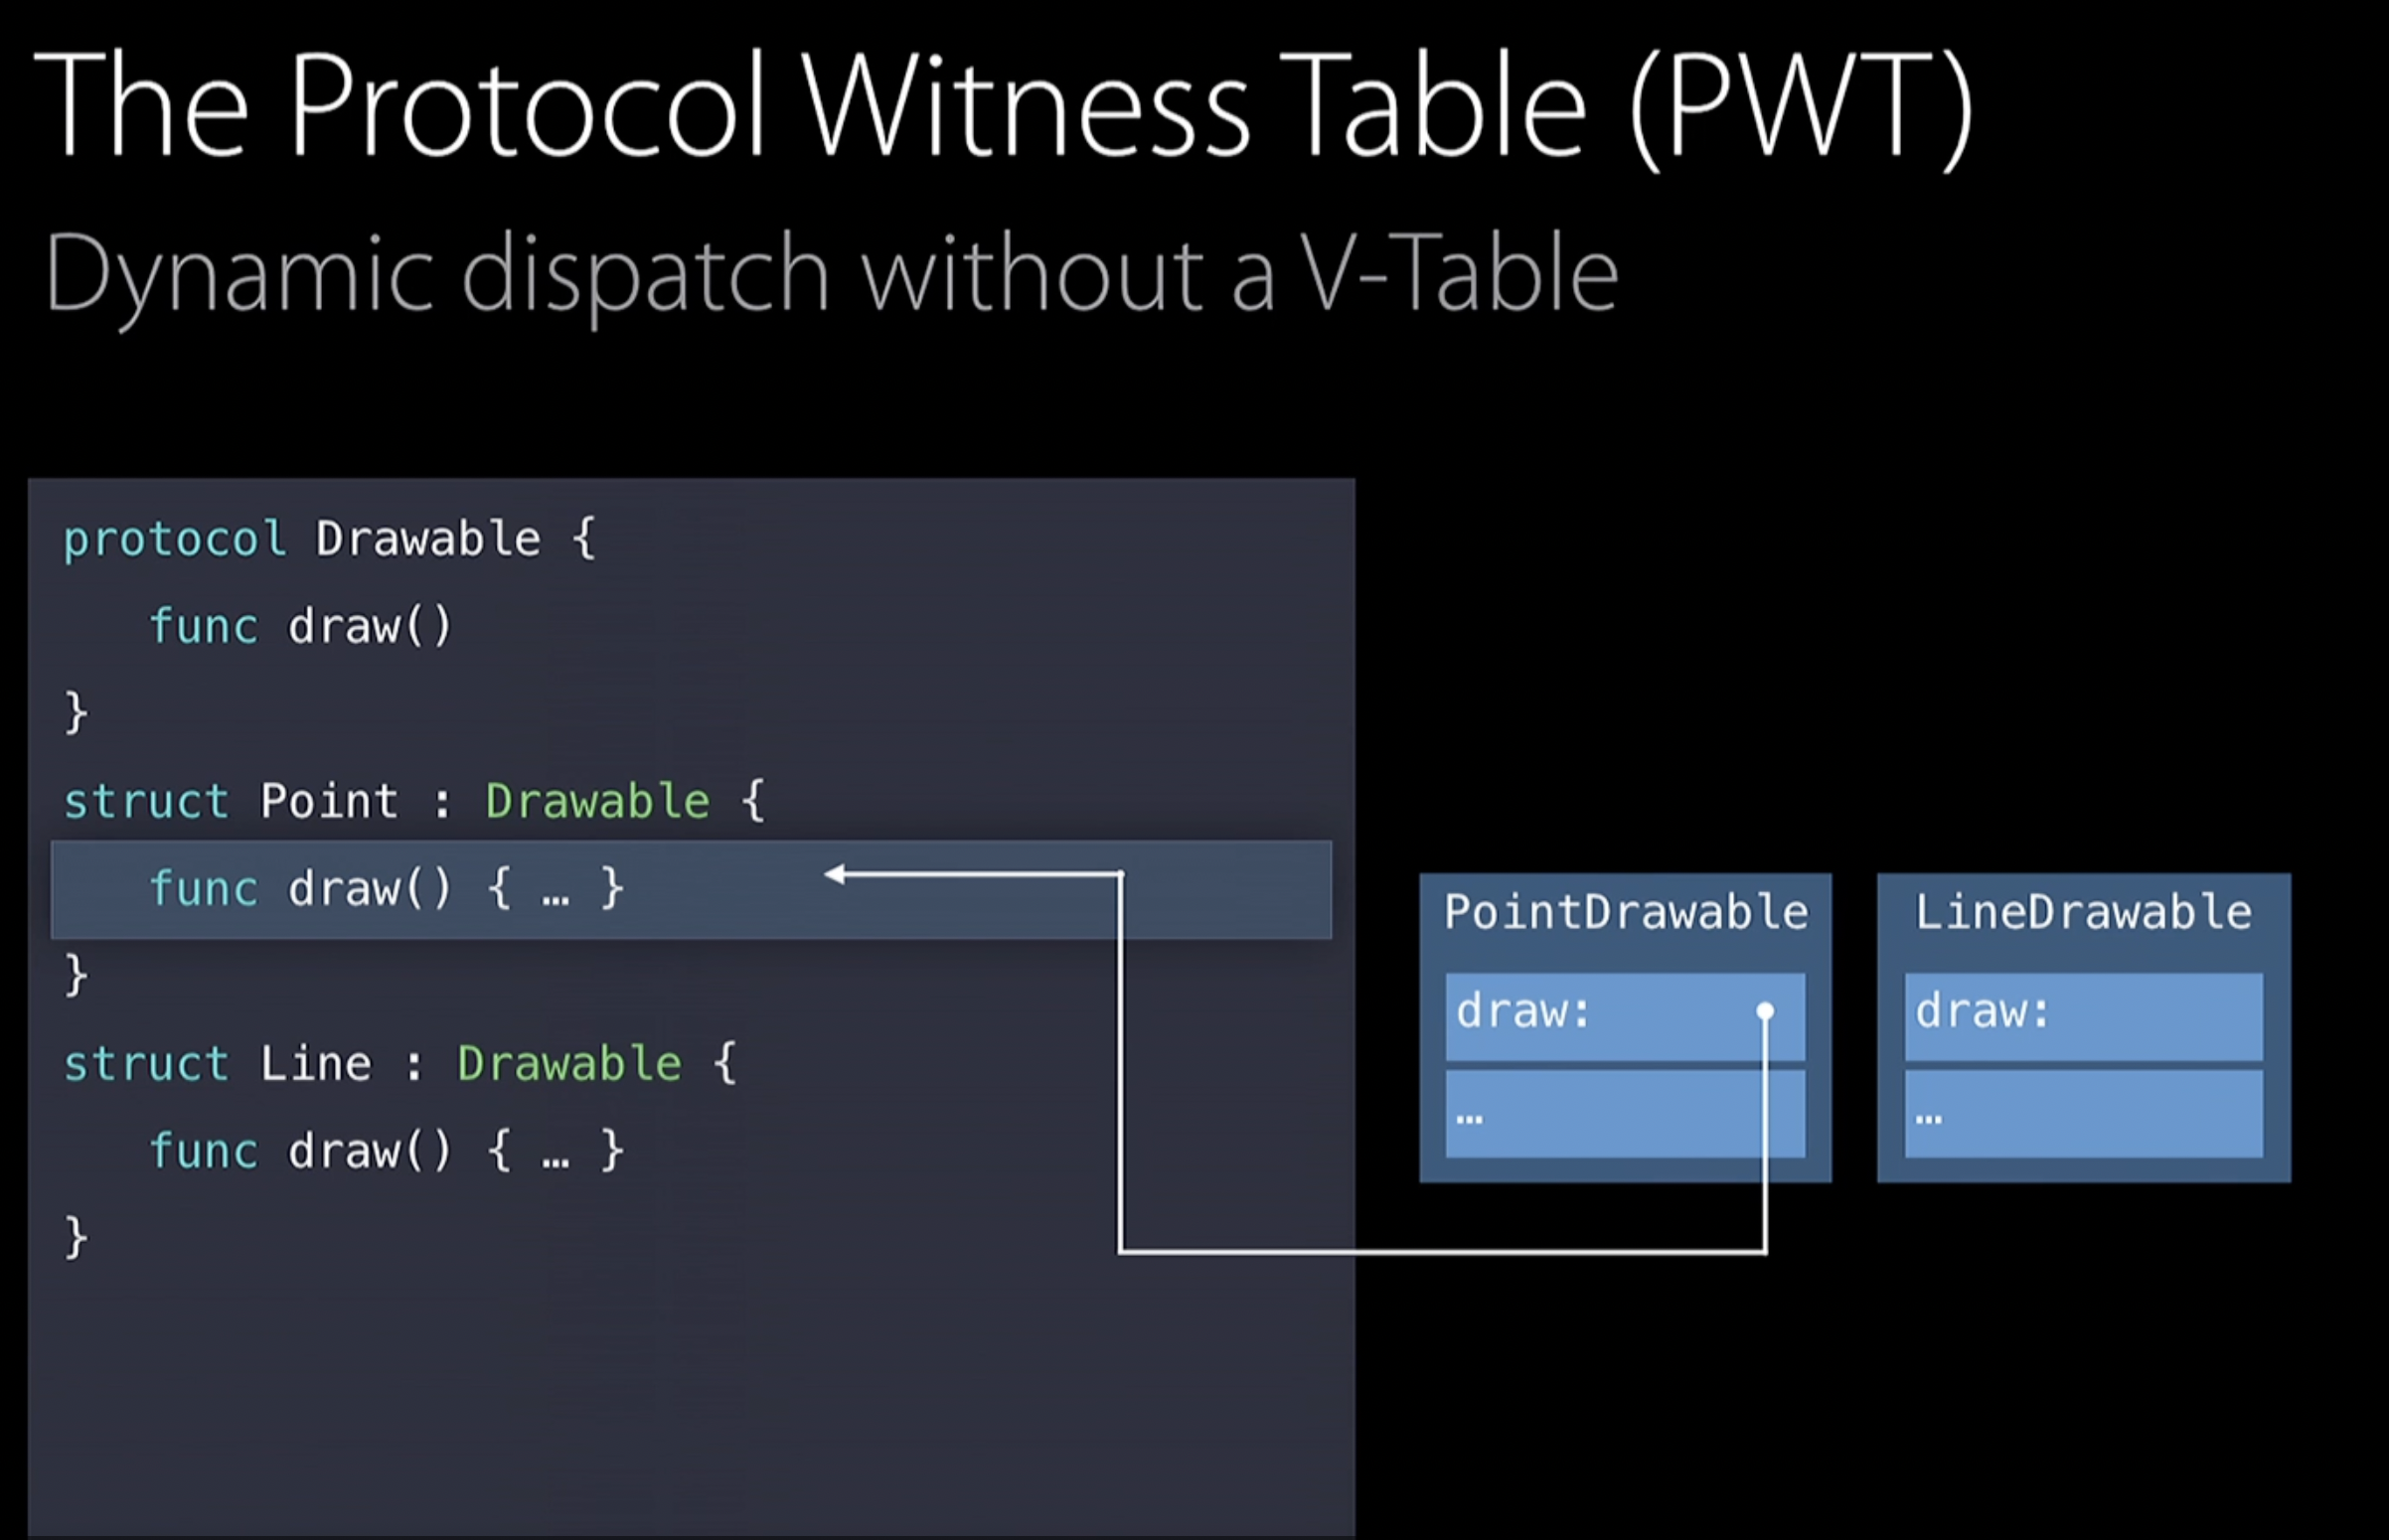 The Protocol Witness Table (PWT)
Dynamic dispatch without a V-Table
protocol Drawable {
func draw()
}
struct Point : Drawable {
func draw() { … }
}
struct Line : Drawable {
func draw() { … }
}
PointDrawable
draw:
…
LineDrawable
draw:
…